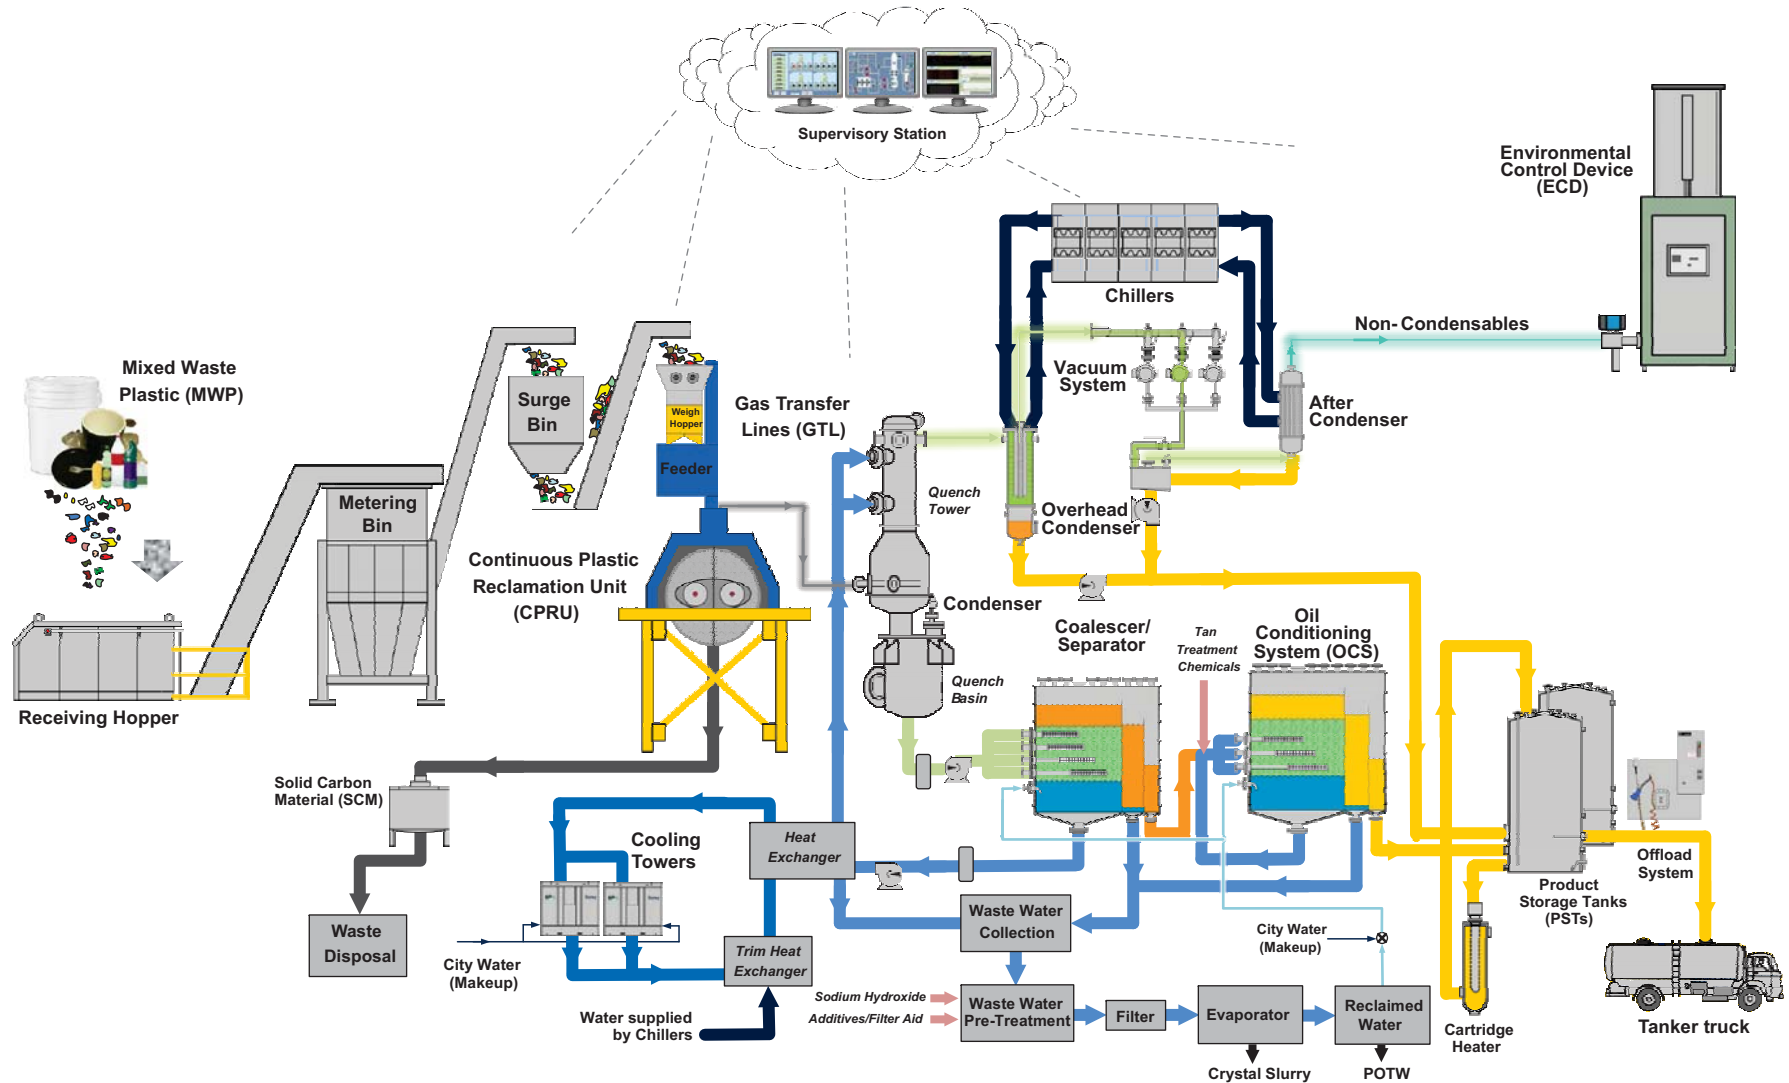 Supervisory Station
Environmental
Control Device
(ECD)
Chillers
Non- Condensables
Mixed Waste
Plastic (MWP)
Vacuum
System
Surge
Bin
Weigh
Hopper
Gas Transfer
Lines (GTL)
After
Condenser
Feeder
Metering
Bin
Quench
Tower
Overhead
Condenser
Continuous Plastic
Reclamation Unit
(CPRU)
Condenser
Coalescer/
Separator
Tan
Treatment
Chemicals
Oil
Conditioning
System (OCS)
Quench
Basin
Receiving Hopper
Solid Carbon
Material (SCM)
Cooling
Towers
Heat
Exchanger
Offload
System
Product
Storage Tanks
(PSTs)
Waste
Disposal
Waste Water
Collection
City Water
(Makeup)
City Water
(Makeup)
Trim Heat
Exchanger
Sodium Hydroxide
Additives/Filter Aid
Waste Water
Pre-Treatment
Filter
Evaporator
Reclaimed
Water
Water supplied
by Chillers
Cartridge
Heater
Tanker truck
Crystal Slurry
POTW